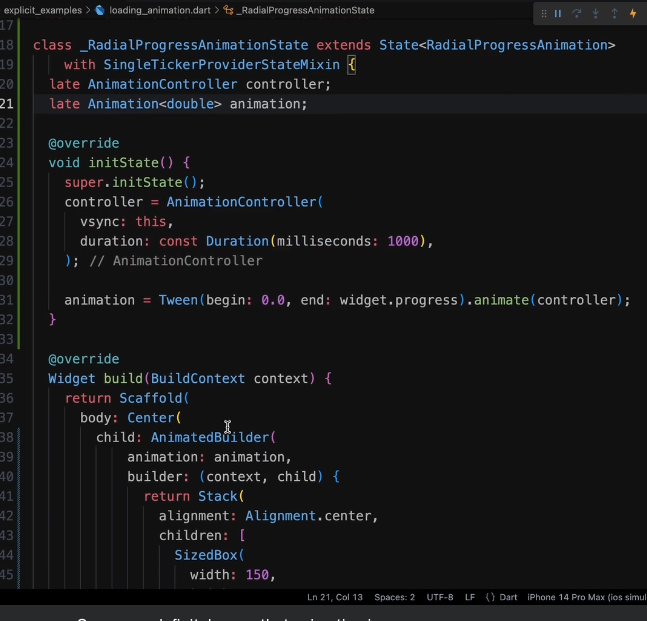 explicit_examples > loading_animation.dart > _RadialProgressAnimationState
17
18 class _RadialProgressAnimationState extends State<RadialProgressAnimation>
19 with SingleTickerProviderStateMixin {
20 late AnimationController controller;
21 late Animation<double> animation;
22
23 @override
24 void initState() {
25 super.initState();
26 controller = AnimationController(
27 vsync: this,
28 duration: const Duration(milliseconds: 1000),
29 ); // AnimationController
30
31 animation = Tween(begin: 0.0, end: widget.progress).animate(controller);
32 }
33
34 @override
35 Widget build(BuildContext context) {
36 return Scaffold(
37 body: Center(
38 child: AnimatedBuilder(
39 animation: animation,
40 builder: (context, child) {
41 return Stack(
42 alignment: Alignment.center,
43 children: [
44 SizedBox(
45 width: 150,
Ln 21, Col 13 Spaces: 2 UTF-8 LF {} Dart iPhone 14 Pro Max (ios simul